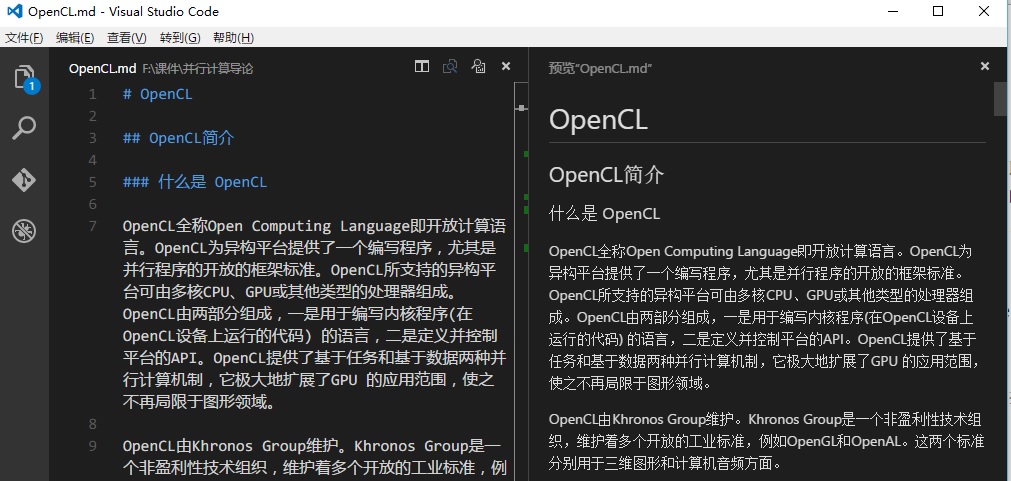 OpenCL.md - Visual Studio Code
文件(F) 编辑(E) 查看(V) 转到(G) 帮助(H)
OpenCL.md F:\课件\并行计算导论
1
1 # OpenCL
2
3 ## OpenCL简介
4
5 ### 什么是 OpenCL
6
7 OpenCL全称Open Computing Language即开放计算语
言。OpenCL为异构平台提供了一个编写程序，尤其是
并行程序的开放的框架标准。OpenCL所支持的异构平
台可由多核CPU、GPU或其他类型的处理器组成。
OpenCL由两部分组成，一是用于编写内核程序(在
OpenCL设备上运行的代码) 的语言，二是定义并控制
平台的API。OpenCL提供了基于任务和基于数据两种并
行计算机制，它极大地扩展了GPU 的应用范围，使之
不再局限于图形领域。
8
9 OpenCL由Khronos Group维护。Khronos Group是一
个非盈利性技术组织，维护着多个开放的工业标准，例
预览"OpenCL.md"
OpenCL
OpenCL简介
什么是 OpenCL
OpenCL全称Open Computing Language即开放计算语言。OpenCL为
异构平台提供了一个编写程序，尤其是并行程序的开放的框架标准。
OpenCL所支持的异构平台可由多核CPU、GPU或其他类型的处理器组
成。OpenCL由两部分组成，一是用于编写内核程序(在OpenCL设备上
运行的代码) 的语言，二是定义并控制平台的API。OpenCL提供了基于
任务和基于数据两种并行计算机制，它极大地扩展了GPU 的应用范围，
使之不再局限于图形领域。
OpenCL由Khronos Group维护。Khronos Group是一个非盈利性技术组
织，维护着多个开放的工业标准，例如OpenGL和OpenAL。这两个标准
分别用于三维图形和计算机音频方面。